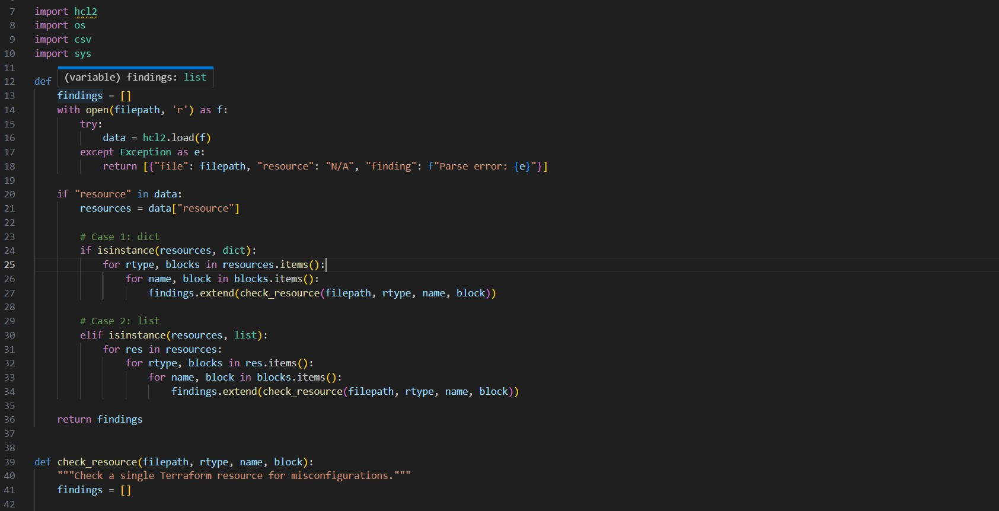 7 import hcl2
8 import os
9 import csv
10 import sys
11
(variable) findings: list
12 def
13 findings = []
14 with open(filepath, 'r') as f:
15 try:
16 data = hcl2.load(f)
17 except Exception as e:
18 return [{"file": filepath, "resource": "N/A", "finding": f"Parse error: {e}"}]
19
20 if "resource" in data:
21 resources = data["resource"]
22
23 # Case 1: dict
24 if isinstance(resources, dict):
25 for rtype, blocks in resources.items():
26 for name, block in blocks.items():
27 findings.extend(check_resource(filepath, rtype, name, block))
28
29 # Case 2: list
30 elif isinstance(resources, list):
31 for res in resources:
32 for rtype, blocks in res.items():
33 for name, block in blocks.items():
34 findings.extend(check_resource(filepath, rtype, name, block))
35
36 return findings
37
38
39 def check_resource(filepath, rtype, name, block):
40 """Check a single Terraform resource for misconfigurations."""
41 findings = []
42